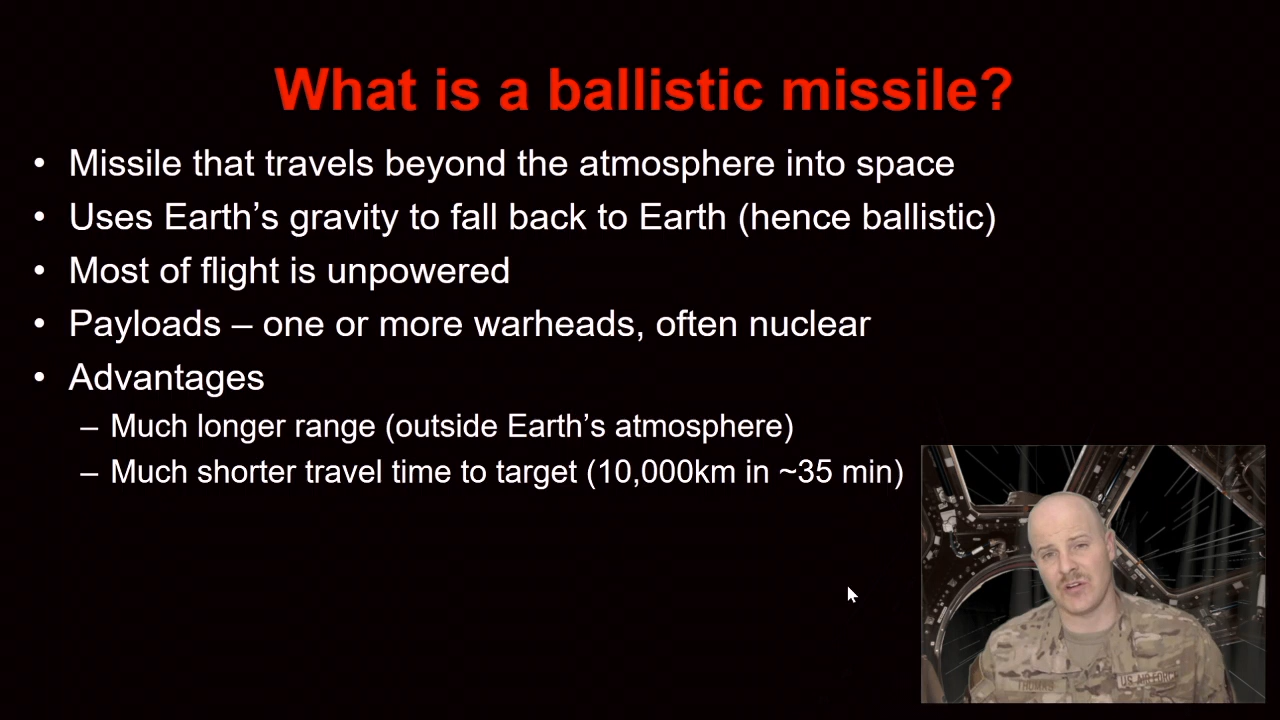 What is a ballistic missile?
• Missile that travels beyond the atmosphere into space
• Uses Earth’s gravity to fall back to Earth (hence ballistic)
• Most of flight is unpowered
• Payloads – one or more warheads, often nuclear
• Advantages
– Much longer range (outside Earth’s atmosphere)
– Much shorter travel time to target (10,000km in ~35 min)
U.S. AIR FORCE